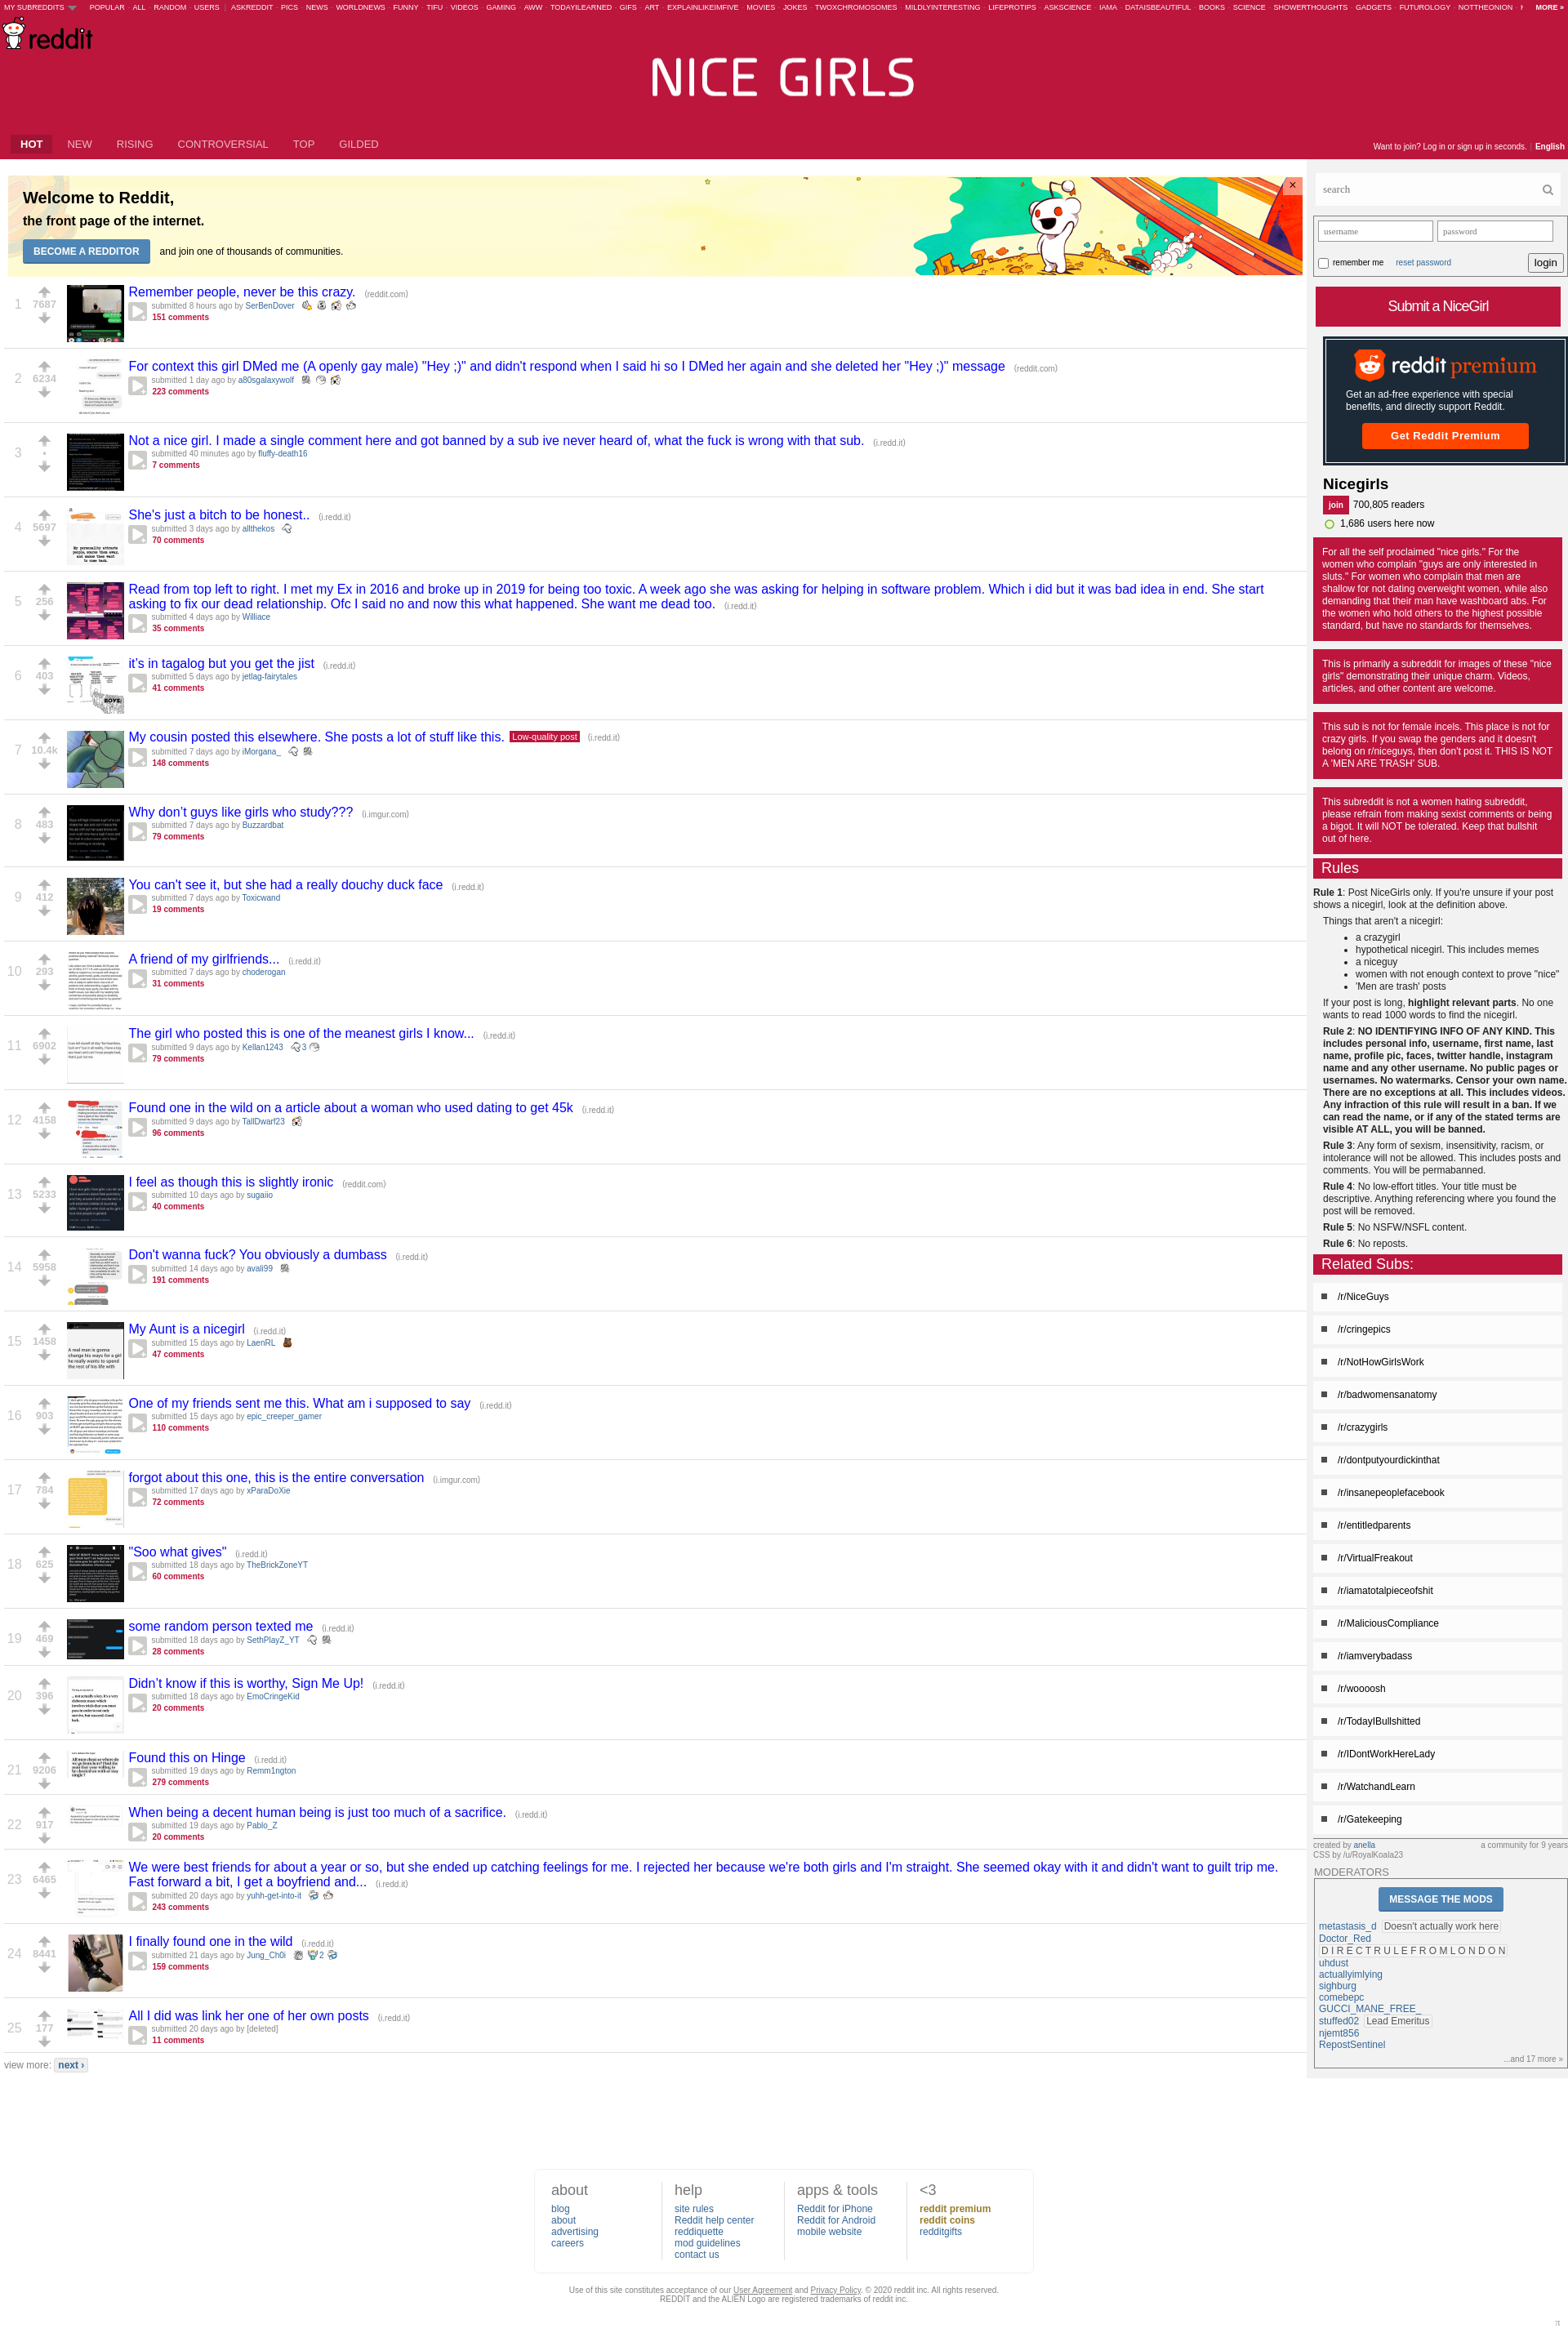 MY SUBREDDITS POPULAR - ALL - RANDOM - USERS | ASKREDDIT - PICS - NEWS - WORLDNEWS - FUNNY - TIFU - VIDEOS - GAMING - AWW - TODAYILEARNED - GIFS - ART - EXPLAINLIKEIMFIVE - MOVIES - JOKES - TWOXCHROMOSOMES - MILDLYINTERESTING - LIFEPROTIPS - ASKSCIENCE - IAMA - DATAISBEAUTIFUL - BOOKS - SCIENCE - SHOWERTHOUGHTS - GADGETS - FUTUROLOGY - NOTTHEONION - MORE »
reddit
NICE GIRLS
HOT NEW RISING CONTROVERSIAL TOP GILDED
Want to join? Log in or sign up in seconds. | English
Welcome to Reddit,
the front page of the internet.
BECOME A REDDITOR and join one of thousands of communities.
×
1
7687
Remember people, never be this crazy. (reddit.com)
submitted 8 hours ago by SerBenDover
151 comments
2
6234
For context this girl DMed me (A openly gay male) "Hey ;)" and didn't respond when I said hi so I DMed her again and she deleted her "Hey ;)" message (reddit.com)
submitted 1 day ago by a80sgalaxywolf
223 comments
3
•
Not a nice girl. I made a single comment here and got banned by a sub ive never heard of, what the fuck is wrong with that sub. (i.redd.it)
submitted 40 minutes ago by fluffy-death16
7 comments
4
5697
She's just a bitch to be honest.. (i.redd.it)
submitted 3 days ago by allthekos
70 comments
My personality attracts people, scares them away, and makes them want to come back.
5
256
Read from top left to right. I met my Ex in 2016 and broke up in 2019 for being too toxic. A week ago she was asking for helping in software problem. Which i did but it was bad idea in end. She start
asking to fix our dead relationship. Ofc I said no and now this what happened. She want me dead too. (i.redd.it)
submitted 4 days ago by Williace
35 comments
6
403
it's in tagalog but you get the jist (i.redd.it)
submitted 5 days ago by jetlag-fairytales
41 comments
BOYS
7
10.4k
My cousin posted this elsewhere. She posts a lot of stuff like this. Low-quality post (i.redd.it)
submitted 7 days ago by iMorgana_
148 comments
8
483
Why don't guys like girls who study??? (i.imgur.com)
submitted 7 days ago by Buzzardbat
79 comments
9
412
You can't see it, but she had a really douchy duck face (i.redd.it)
submitted 7 days ago by Toxicwand
19 comments
10
293
A friend of my girlfriends... (i.redd.it)
submitted 7 days ago by choderogan
31 comments
11
6902
The girl who posted this is one of the meanest girls I know... (i.redd.it)
submitted 9 days ago by Kellan1243 3
79 comments
12
4158
Found one in the wild on a article about a woman who used dating to get 45k (i.redd.it)
submitted 9 days ago by TallDwarf23
96 comments
13
5233
I feel as though this is slightly ironic (reddit.com)
submitted 10 days ago by sugaiio
40 comments
14
5958
Don't wanna fuck? You obviously a dumbass (i.redd.it)
submitted 14 days ago by avali99
191 comments
15
1458
My Aunt is a nicegirl (i.redd.it)
submitted 15 days ago by LaenRL
47 comments
A real man is gonna
change his ways for a girl
he really wants to spend
the rest of his life with
16
903
One of my friends sent me this. What am i supposed to say (i.redd.it)
submitted 15 days ago by epic_creeper_gamer
110 comments
17
784
forgot about this one, this is the entire conversation (i.imgur.com)
submitted 17 days ago by xParaDoXie
72 comments
18
625
"Soo what gives" (i.redd.it)
submitted 18 days ago by TheBrickZoneYT
60 comments
19
469
some random person texted me (i.redd.it)
submitted 18 days ago by SethPlayZ_YT
28 comments
20
396
Didn't know if this is worthy, Sign Me Up! (i.redd.it)
submitted 18 days ago by EmoCringeKid
20 comments
21
9206
Found this on Hinge (i.redd.it)
submitted 19 days ago by Remm1ngton
279 comments
22
917
When being a decent human being is just too much of a sacrifice. (i.redd.it)
submitted 19 days ago by Pablo_Z
20 comments
23
6465
We were best friends for about a year or so, but she ended up catching feelings for me. I rejected her because we're both girls and I'm straight. She seemed okay with it and didn't want to guilt trip me.
Fast forward a bit, I get a boyfriend and... (i.redd.it)
submitted 20 days ago by yuhh-get-into-it
243 comments
24
8441
I finally found one in the wild (i.redd.it)
submitted 21 days ago by Jung_Ch0i 2
159 comments
25
177
All I did was link her one of her own posts (i.redd.it)
submitted 20 days ago by [deleted]
11 comments
view more: next ›
search
username password
remember me reset password login
Submit a NiceGirl
reddit premium
Get an ad-free experience with special
benefits, and directly support Reddit.
Get Reddit Premium
Nicegirls
join 700,805 readers
1,686 users here now
For all the self proclaimed "nice girls." For the
women who complain "guys are only interested in
sluts." For women who complain that men are
shallow for not dating overweight women, while also
demanding that their man have washboard abs. For
the women who hold others to the highest possible
standard, but have no standards for themselves.
This is primarily a subreddit for images of these "nice
girls" demonstrating their unique charm. Videos,
articles, and other content are welcome.
This sub is not for female incels. This place is not for
crazy girls. If you swap the genders and it doesn't
belong on r/niceguys, then don't post it. THIS IS NOT
A 'MEN ARE TRASH' SUB.
This subreddit is not a women hating subreddit,
please refrain from making sexist comments or being
a bigot. It will NOT be tolerated. Keep that bullshit
out of here.
Rules
Rule 1: Post NiceGirls only. If you're unsure if your post
shows a nicegirl, look at the definition above.
Things that aren't a nicegirl:
• a crazygirl
• hypothetical nicegirl. This includes memes
• a niceguy
• women with not enough context to prove "nice"
• 'Men are trash' posts
If your post is long, highlight relevant parts. No one
wants to read 1000 words to find the nicegirl.
Rule 2: NO IDENTIFYING INFO OF ANY KIND. This
includes personal info, username, first name, last
name, profile pic, faces, twitter handle, instagram
name and any other username. No public pages or
usernames. No watermarks. Censor your own name.
There are no exceptions at all. This includes videos.
Any infraction of this rule will result in a ban. If we
can read the name, or if any of the stated terms are
visible AT ALL, you will be banned.
Rule 3: Any form of sexism, insensitivity, racism, or
intolerance will not be allowed. This includes posts and
comments. You will be permabanned.
Rule 4: No low-effort titles. Your title must be
descriptive. Anything referencing where you found the
post will be removed.
Rule 5: No NSFW/NSFL content.
Rule 6: No reposts.
Related Subs:
/r/NiceGuys
/r/cringepics
/r/NotHowGirlsWork
/r/badwomensanatomy
/r/crazygirls
/r/dontputyourdickinthat
/r/insanepeoplefacebook
/r/entitledparents
/r/VirtualFreakout
/r/iamatotalpieceofshit
/r/MaliciousCompliance
/r/iamverybadass
/r/woooosh
/r/TodayIBullshitted
/r/IDontWorkHereLady
/r/WatchandLearn
/r/Gatekeeping
created by anella a community for 9 years
CSS by /u/RoyalKoala23
MODERATORS
MESSAGE THE MODS
metastasis_d Doesn't actually work here
Doctor_Red
D I R E C T R U L E F R O M L O N D O N
uhdust
actuallyimlying
sighburg
comebepc
GUCCI_MANE_FREE_
stuffed02 Lead Emeritus
njemt856
RepostSentinel
...and 17 more »
about
blog
about
advertising
careers
help
site rules
Reddit help center
reddiquette
mod guidelines
contact us
apps & tools
Reddit for iPhone
Reddit for Android
mobile website
<3
reddit premium
reddit coins
redditgifts
Use of this site constitutes acceptance of our User Agreement and Privacy Policy. © 2020 reddit inc. All rights reserved.
REDDIT and the ALIEN Logo are registered trademarks of reddit inc.
π